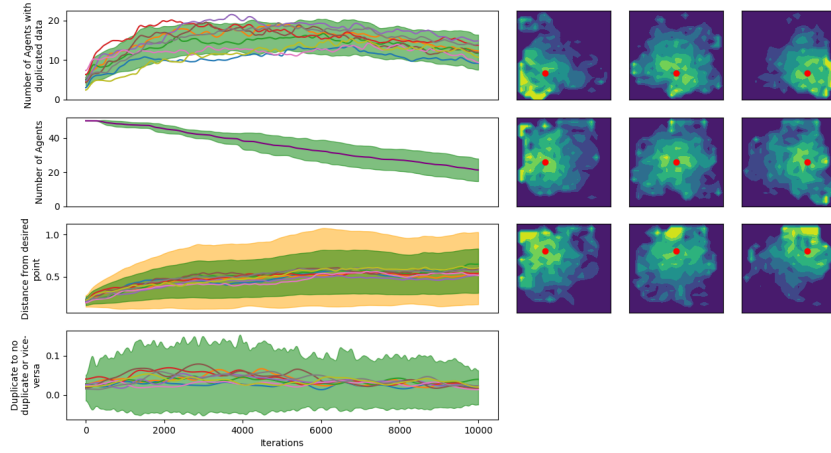 Number of Agents with
duplicated data
20
10
0
Number of Agents
40
20
0
Distance from desired
point
1.0
0.5
Duplicate to no
duplicate or vice-
versa
0.1
0.0
0
2000
4000
6000
8000
10000
Iterations